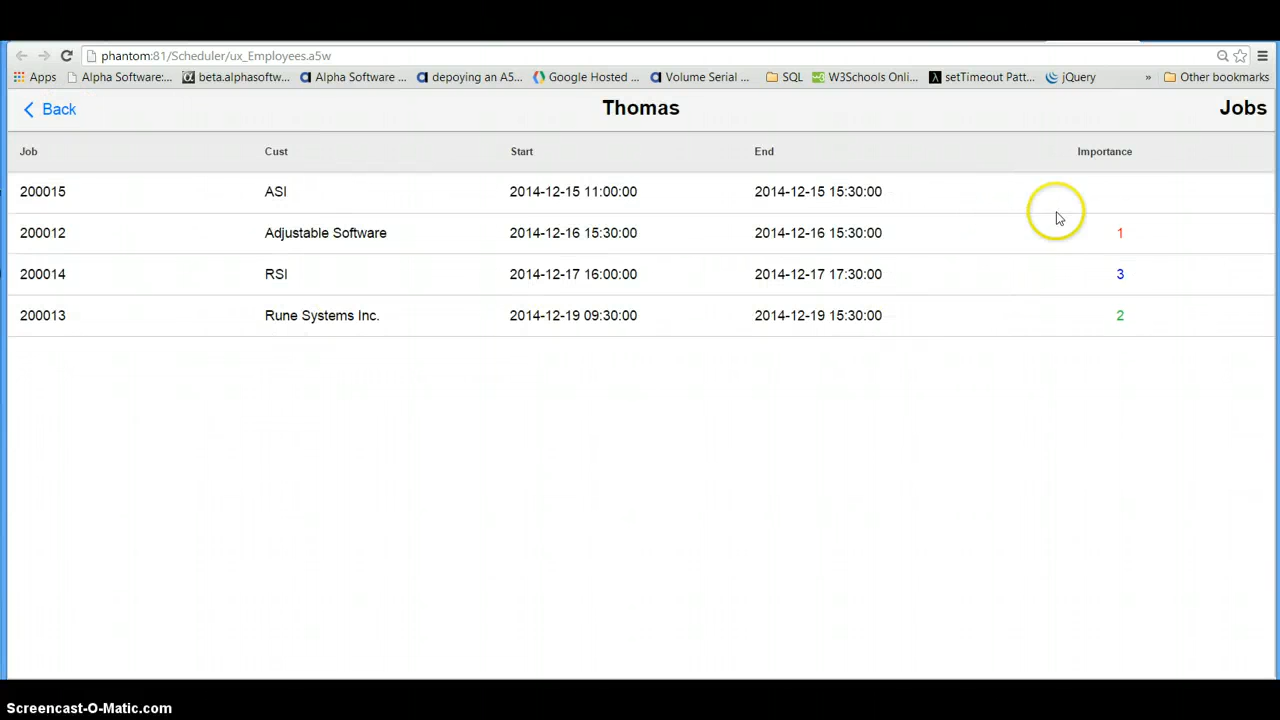 phantom:81/Scheduler/ux_Employees.a5w
Apps Alpha Software:... beta.alphasoftw... Alpha Software ... depoying an A5... Google Hosted ... Volume Serial ... SQL W3Schools Onli... setTimeout Patt... jQuery » Other bookmarks
Back Thomas Jobs
Job Cust Start End Importance
200015 ASI 2014-12-15 11:00:00 2014-12-15 15:30:00
200012 Adjustable Software 2014-12-16 15:30:00 2014-12-16 15:30:00 1
200014 RSI 2014-12-17 16:00:00 2014-12-17 17:30:00 3
200013 Rune Systems Inc. 2014-12-19 09:30:00 2014-12-19 15:30:00 2
Screencast-O-Matic.com